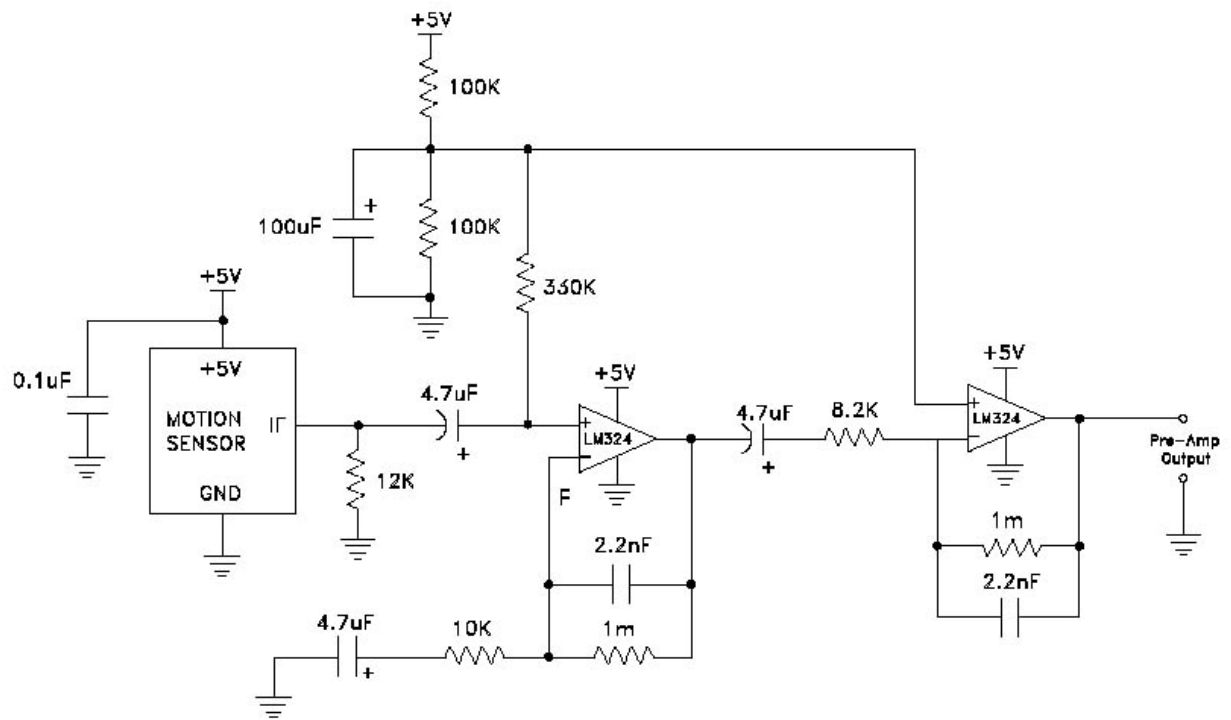 +5V
100K
100uF
+
100K
330K
+5V
0.1uF
+5V
MOTION
SENSOR
GND
12K
4.7uF
+
+5V
+
LM324
−
F
2.2nF
1m
10K
4.7uF
+
4.7uF
+
8.2K
+5V
+
LM324
−
1m
2.2nF
Pre-Amp
Output